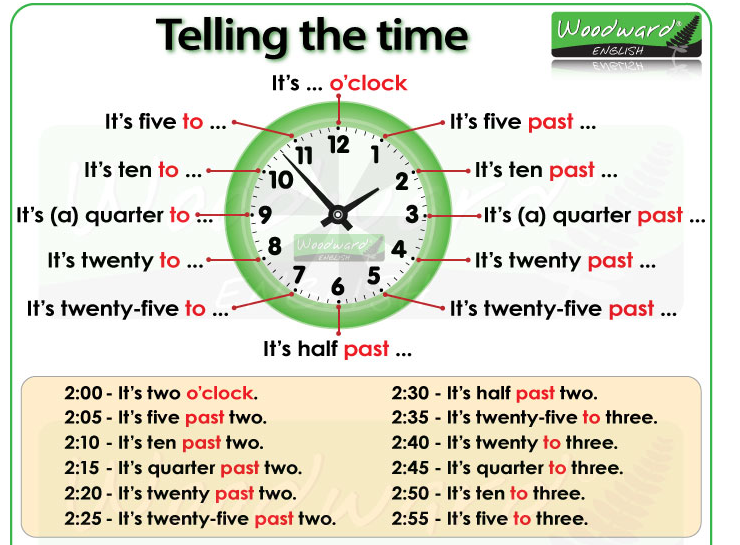 Telling the time
Woodward®
ENGLISH
It's ... o'clock
It's five to ...
It's five past ...
It's ten to ...
It's ten past ...
It's (a) quarter to ...
It's (a) quarter past ...
It's twenty to ...
It's twenty past ...
It's twenty-five to ...
It's twenty-five past ...
It's half past ...
12
1
2
3
4
5
6
7
8
9
10
11
Woodward
ENGLISH
2:00 - It's two o'clock.
2:05 - It's five past two.
2:10 - It's ten past two.
2:15 - It's quarter past two.
2:20 - It's twenty past two.
2:25 - It's twenty-five past two.
2:30 - It's half past two.
2:35 - It's twenty-five to three.
2:40 - It's twenty to three.
2:45 - It's quarter to three.
2:50 - It's ten to three.
2:55 - It's five to three.